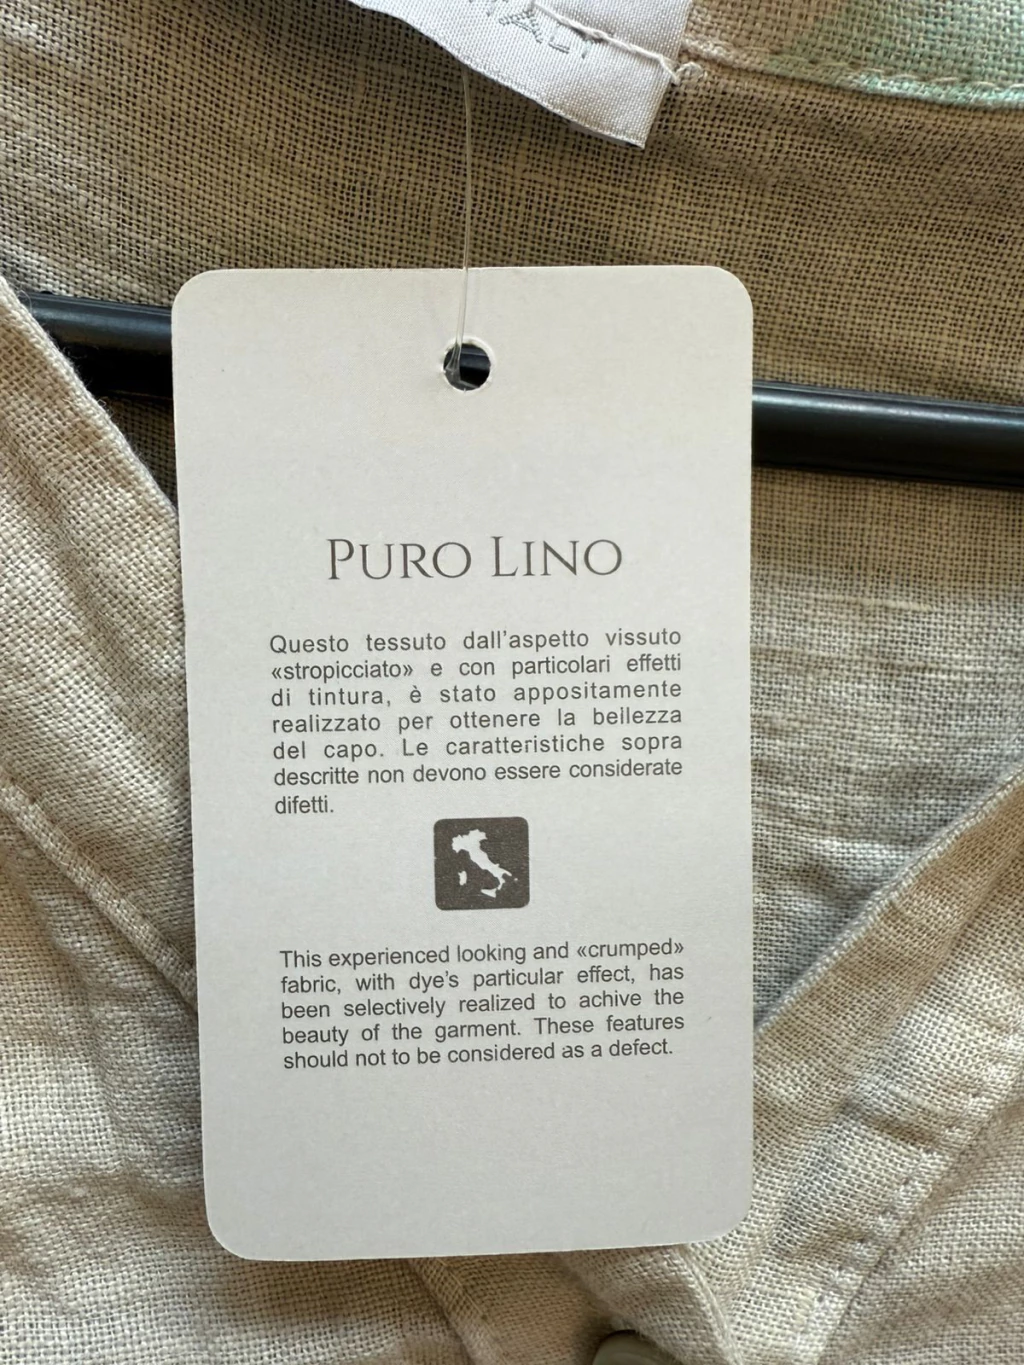 ITALY
PURO LINO
Questo tessuto dall'aspetto vissuto
«stropicciato» e con particolari effetti
di tintura, è stato appositamente
realizzato per ottenere la bellezza
del capo. Le caratteristiche sopra
descritte non devono essere considerate
difetti.
This experienced looking and «crumped»
fabric, with dye's particular effect, has
been selectively realized to achive the
beauty of the garment. These features
should not to be considered as a defect.